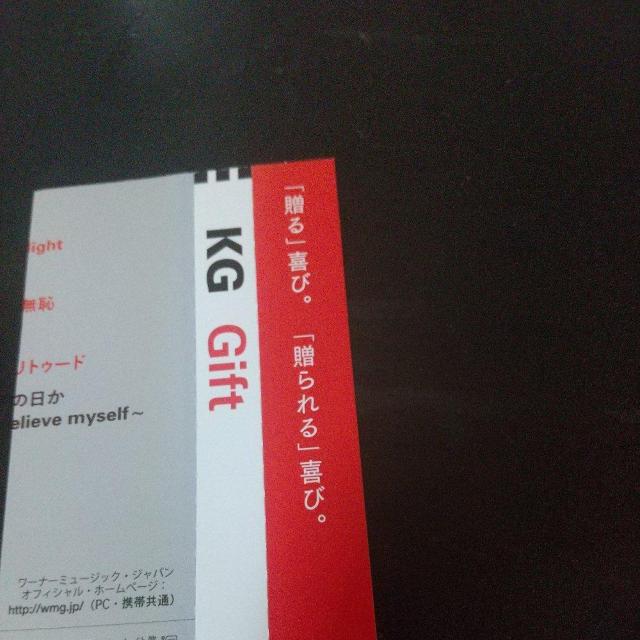 「贈る」喜び。「贈られる」喜び。
KG Gift
無恥
リトゥード
の日か
elieve myself~
ワーナーミュージック・ジャパン
オフィシャル・ホームページ：
http://wmg.jp/（PC・携帯共通）